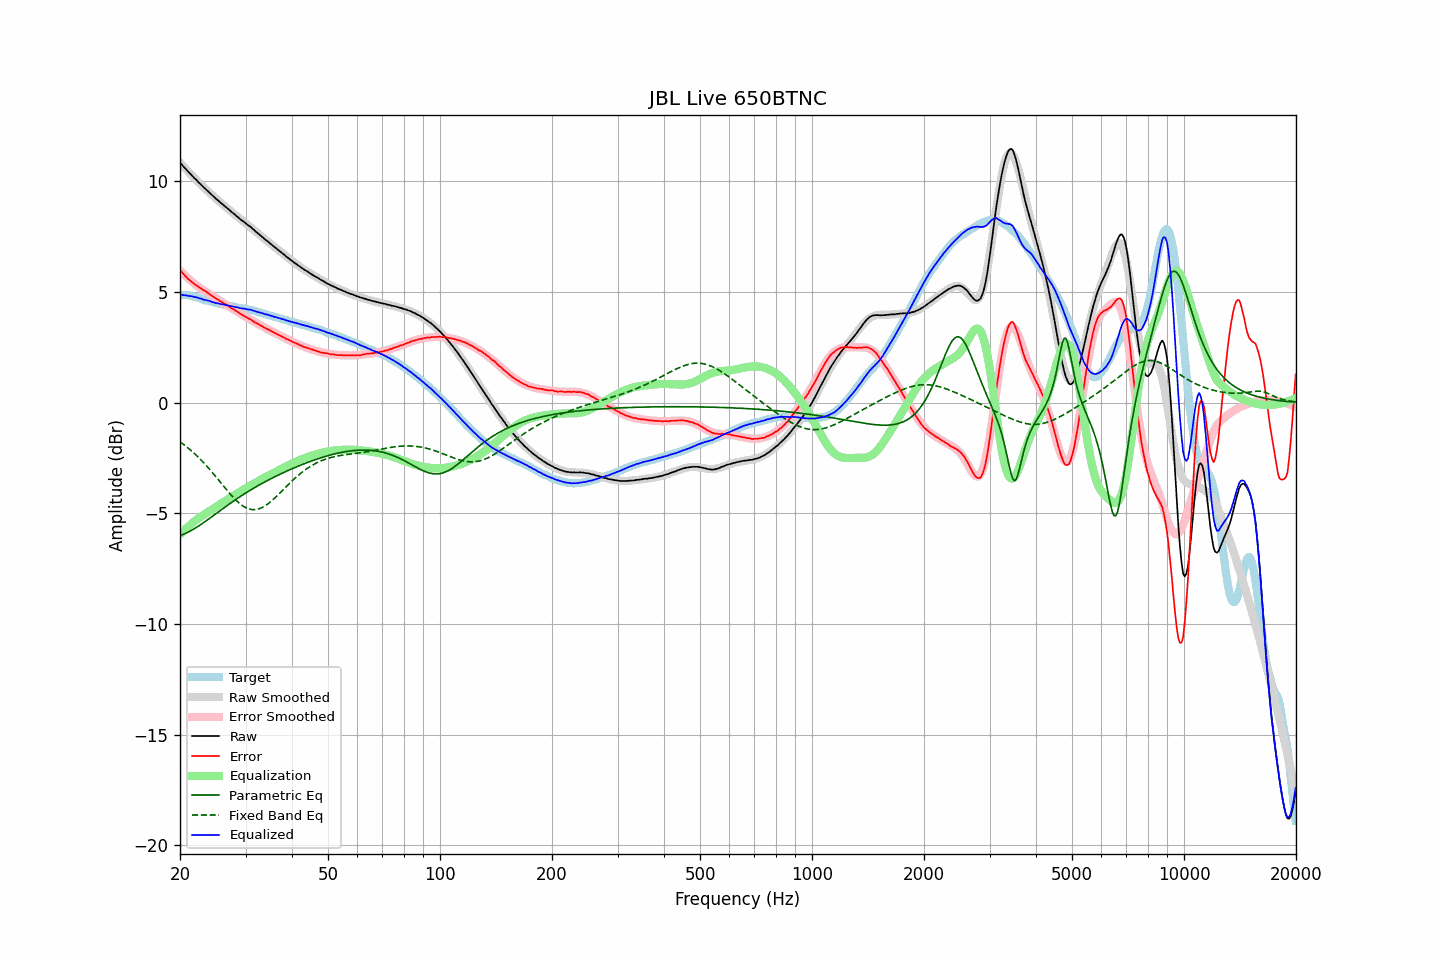 JBL Live 650BTNC
Amplitude (dBr)
10
5
0
−5
−10
−15
−20
Target
Raw Smoothed
Error Smoothed
Raw
Error
Equalization
Parametric Eq
Fixed Band Eq
Equalized
20 50 100 200 500 1000 2000 5000 10000 20000
Frequency (Hz)